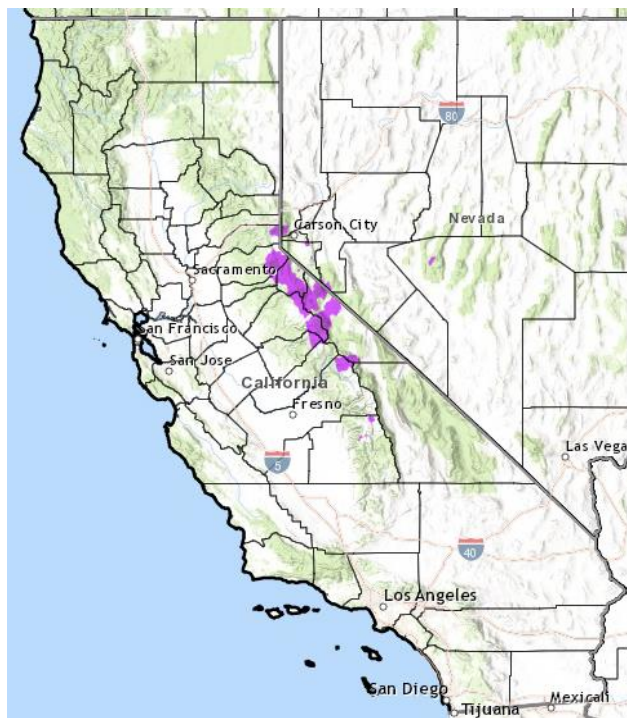 80
Nevada
Carson City
Sacramento
San Francisco
San Jose
California
Fresno
5
Las Vega
40
Los Angeles
San Diego
Mexicali
Tijuana